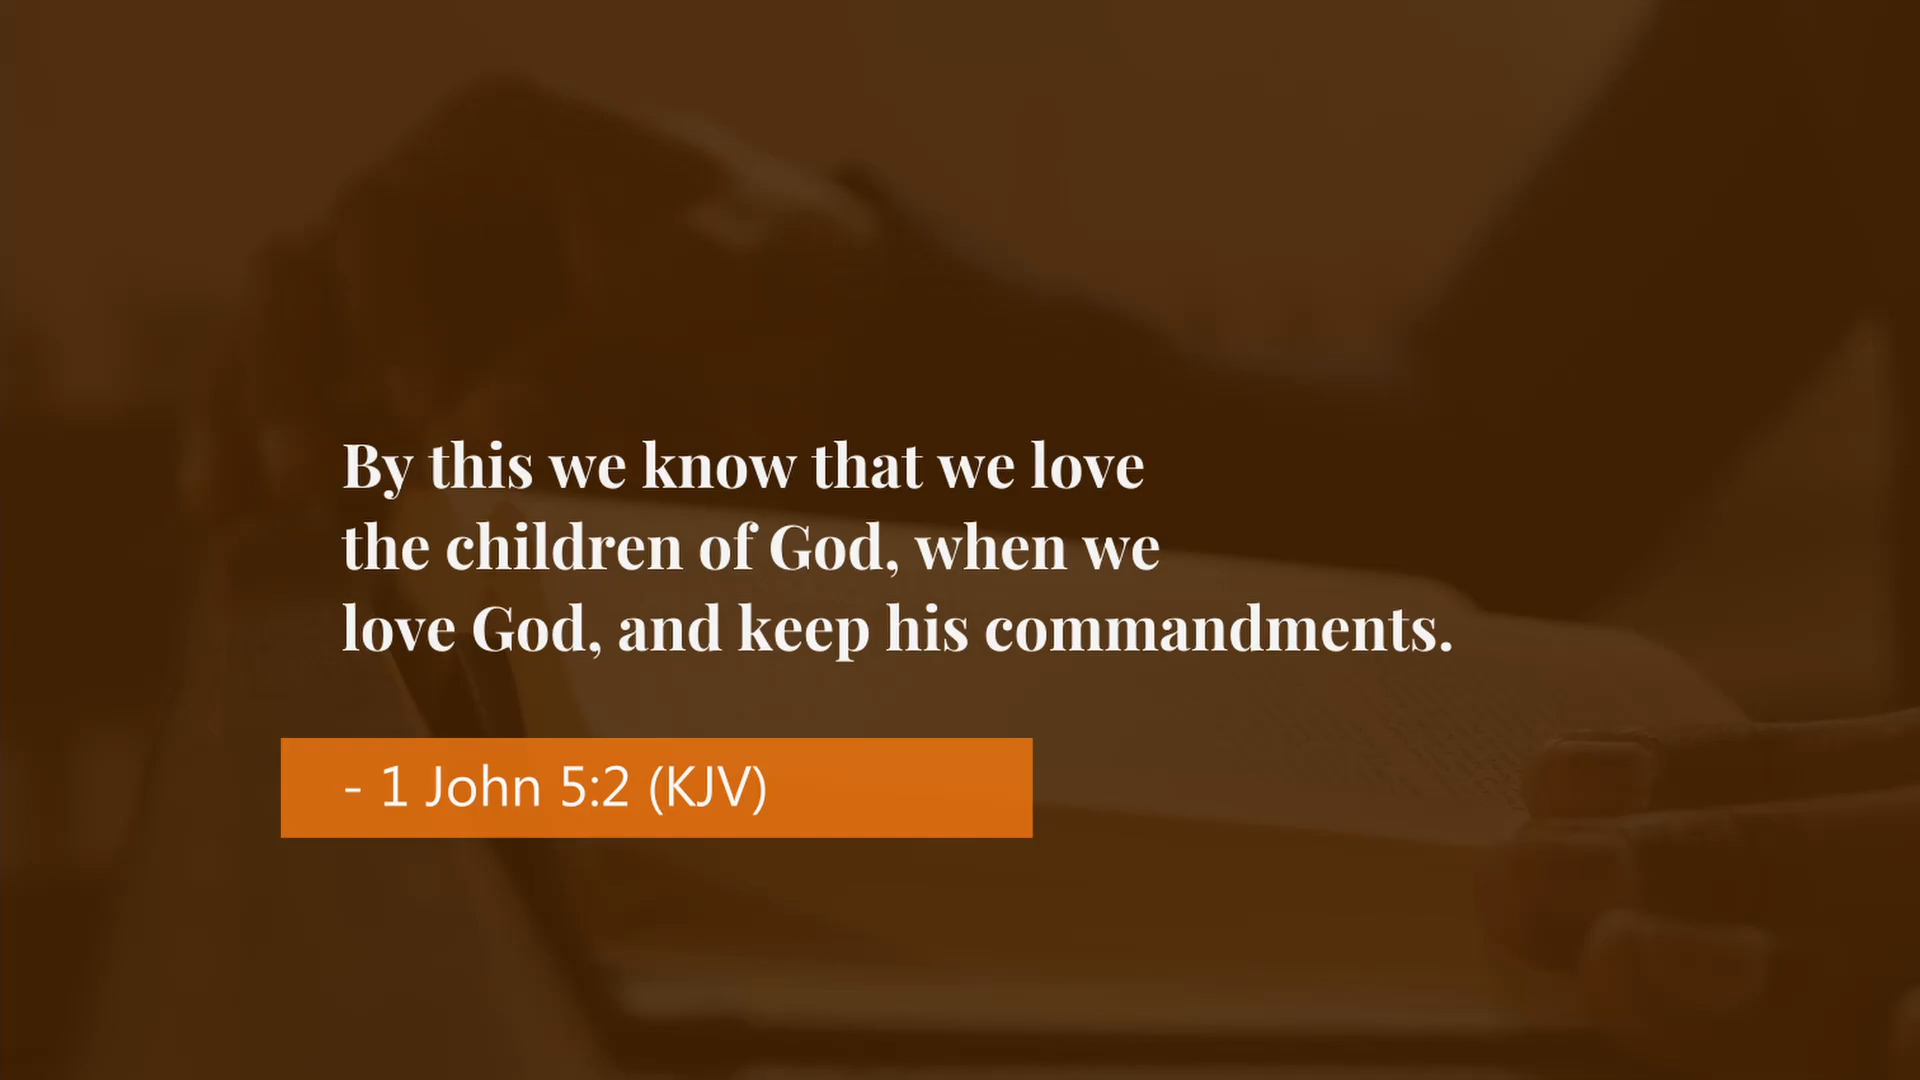 By this we know that we love
the children of God, when we
love God, and keep his commandments.
- 1 John 5:2 (KJV)